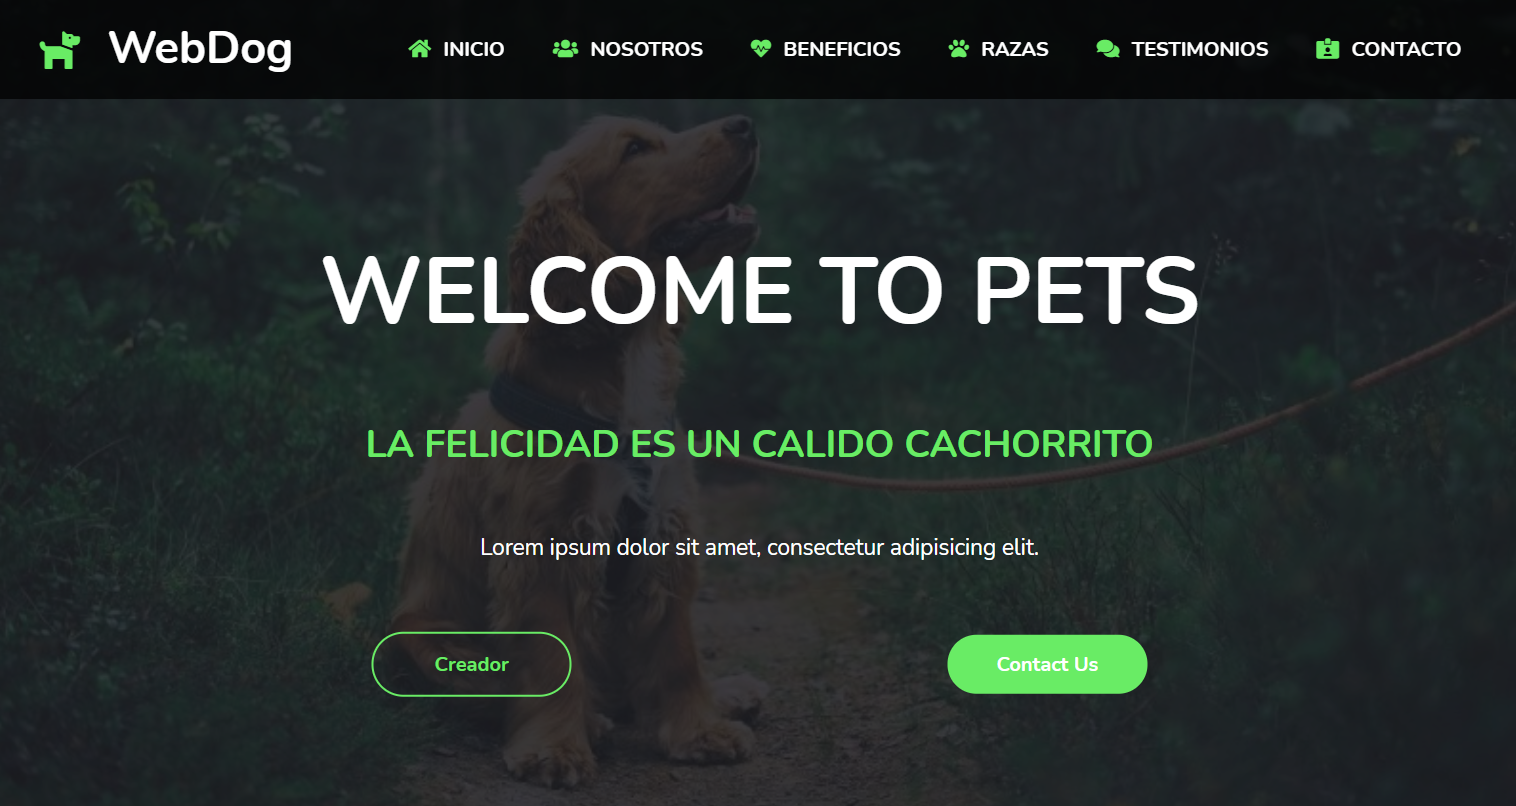 WebDog INICIO NOSOTROS BENEFICIOS RAZAS TESTIMONIOS CONTACTO
WELCOME TO PETS
LA FELICIDAD ES UN CALIDO CACHORRITO
Lorem ipsum dolor sit amet, consectetur adipisicing elit.
Creador Contact Us